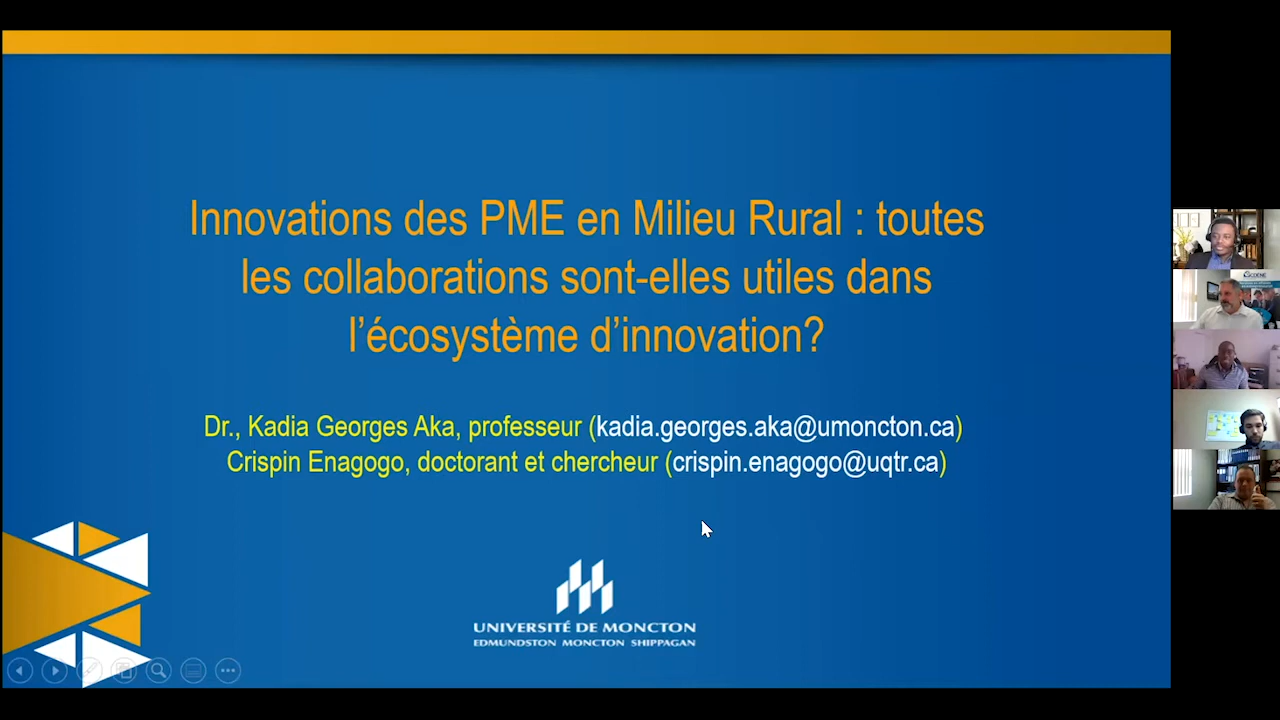 Innovations des PME en Milieu Rural : toutes
les collaborations sont-elles utiles dans
l’écosystème d’innovation?
Dr., Kadia Georges Aka, professeur (kadia.georges.aka@umoncton.ca)
Crispin Enagogo, doctorant et chercheur (crispin.enagogo@uqtr.ca)
UNIVERSITÉ DE MONCTON
EDMUNDSTON MONCTON SHIPPAGAN